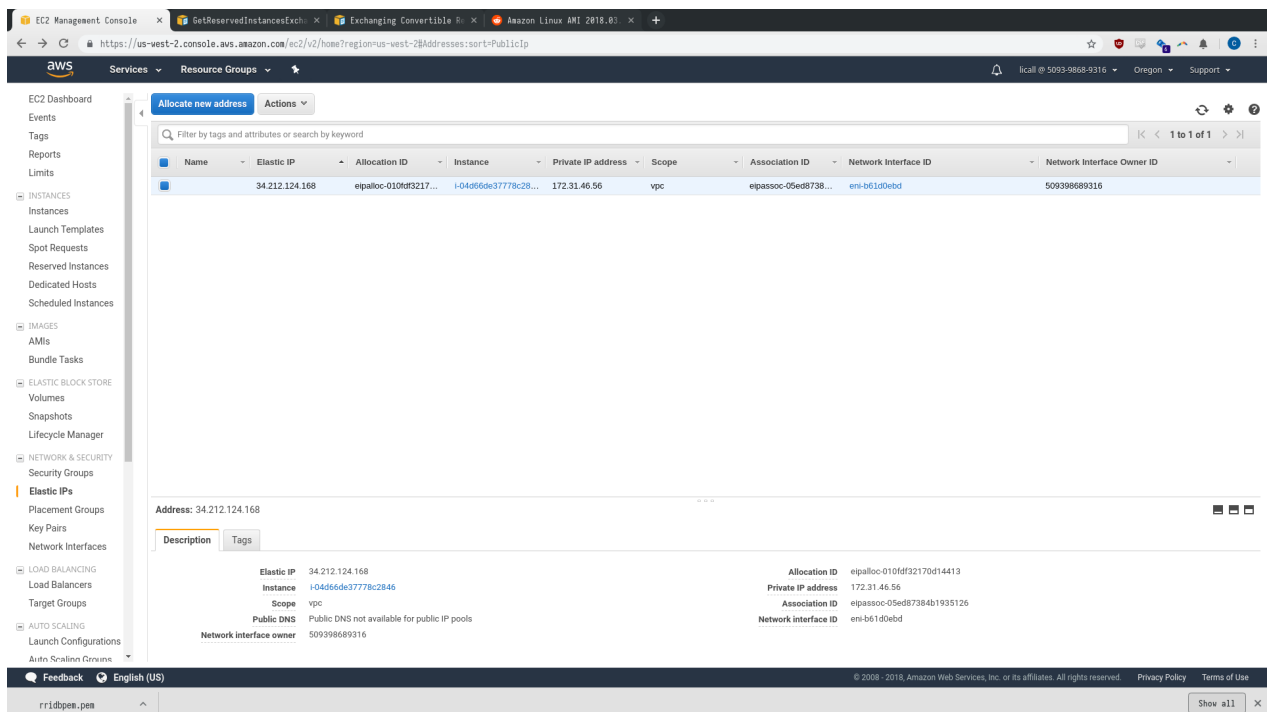 EC2 Management Console
GetReservedInstancesExch
Exchanging Convertible Re
Amazon Linux AMI 2018.03.
https://us-west-2.console.aws.amazon.com/ec2/v2/home?region=us-west-2#Addresses:sort=PublicIp
aws Services Resource Groups licall @ 5093-9868-9316 Oregon Support
EC2 Dashboard
Events
Tags
Reports
Limits
INSTANCES
Instances
Launch Templates
Spot Requests
Reserved Instances
Dedicated Hosts
Scheduled Instances
IMAGES
AMIs
Bundle Tasks
ELASTIC BLOCK STORE
Volumes
Snapshots
Lifecycle Manager
NETWORK & SECURITY
Security Groups
Elastic IPs
Placement Groups
Key Pairs
Network Interfaces
LOAD BALANCING
Load Balancers
Target Groups
AUTO SCALING
Launch Configurations
Auto Scaling Groups
Allocate new address Actions
Filter by tags and attributes or search by keyword
1 to 1 of 1
Name Elastic IP Allocation ID Instance Private IP address Scope Association ID Network Interface ID Network Interface Owner ID
34.212.124.168 eipalloc-010fdf3217... i-04d66de37778c28... 172.31.46.56 vpc eipassoc-05ed8738... eni-b61d0ebd 509398689316
Address: 34.212.124.168
Description Tags
Elastic IP 34.212.124.168 Allocation ID eipalloc-010fdf32170d14413
Instance i-04d66de37778c2846 Private IP address 172.31.46.56
Scope vpc Association ID eipassoc-05ed87384b1935126
Public DNS Public DNS not available for public IP pools Network interface ID eni-b61d0ebd
Network interface owner 509398689316
Feedback English (US) © 2008 - 2018, Amazon Web Services, Inc. or its affiliates. All rights reserved. Privacy Policy Terms of Use
rridbpem.pem Show all